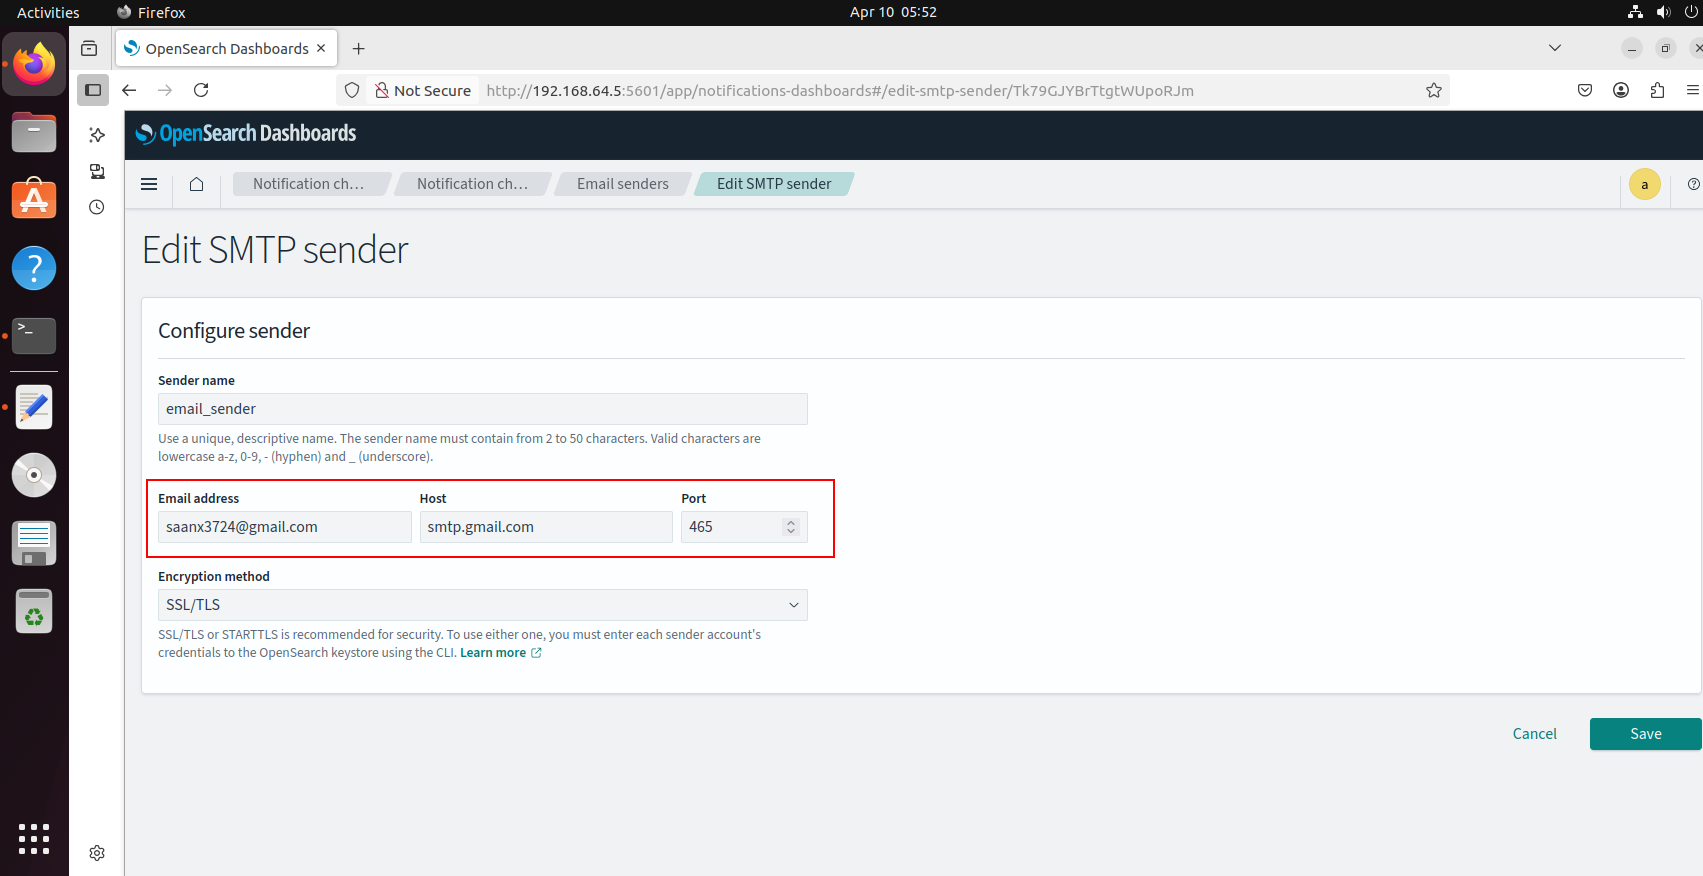 Activities Firefox Apr 10 05:52
OpenSearch Dashboards
Not Secure http://192.168.64.5:5601/app/notifications-dashboards#/edit-smtp-sender/Tk79GJYBrTtgtWUpoRJm
OpenSearch Dashboards
Notification ch… Notification ch… Email senders Edit SMTP sender a
Edit SMTP sender
Configure sender
Sender name
email_sender
Use a unique, descriptive name. The sender name must contain from 2 to 50 characters. Valid characters are
lowercase a-z, 0-9, - (hyphen) and _ (underscore).
Email address Host Port
saanx3724@gmail.com smtp.gmail.com 465
Encryption method
SSL/TLS
SSL/TLS or STARTTLS is recommended for security. To use either one, you must enter each sender account's
credentials to the OpenSearch keystore using the CLI. Learn more
Cancel Save